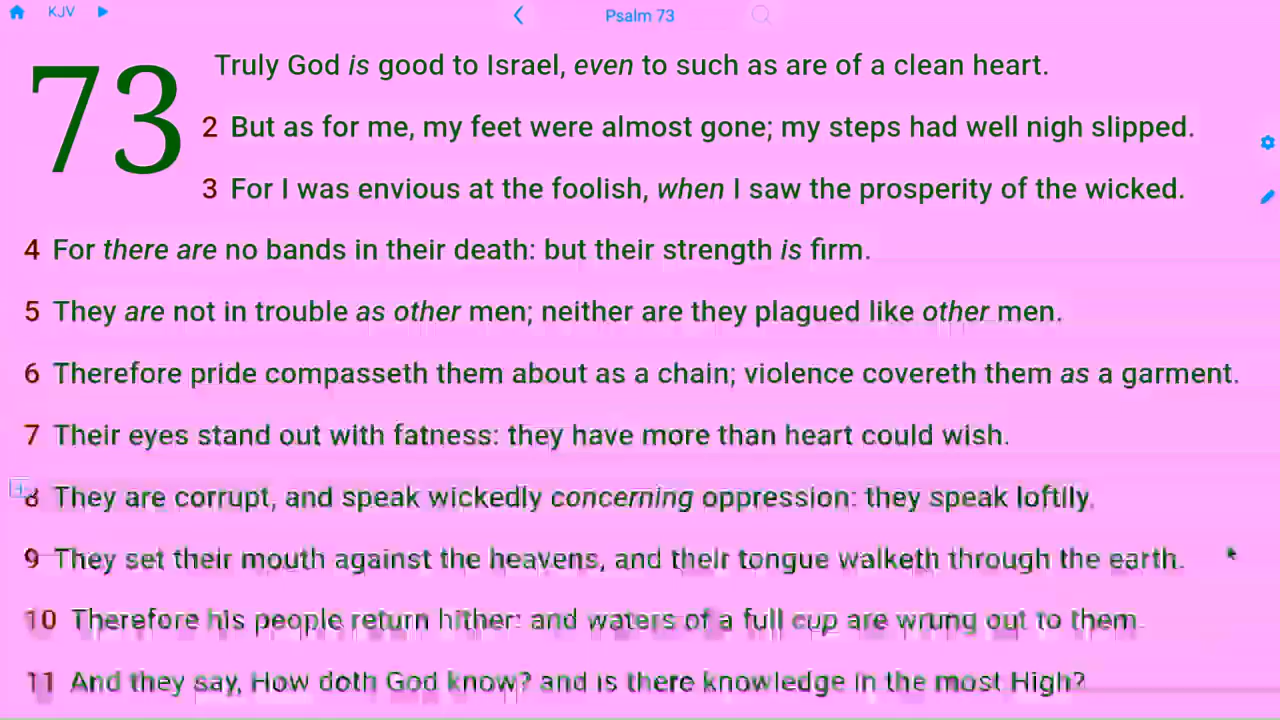 KJV
Psalm 73
73 Truly God is good to Israel, even to such as are of a clean heart.
2 But as for me, my feet were almost gone; my steps had well nigh slipped.
3 For I was envious at the foolish, when I saw the prosperity of the wicked.
4 For there are no bands in their death: but their strength is firm.
5 They are not in trouble as other men; neither are they plagued like other men.
6 Therefore pride compasseth them about as a chain; violence covereth them as a garment.
7 Their eyes stand out with fatness: they have more than heart could wish.
8 They are corrupt, and speak wickedly concerning oppression: they speak loftily.
9 They set their mouth against the heavens, and their tongue walketh through the earth.
10 Therefore his people return hither: and waters of a full cup are wrung out to them.
11 And they say, How doth God know? and is there knowledge in the most High?